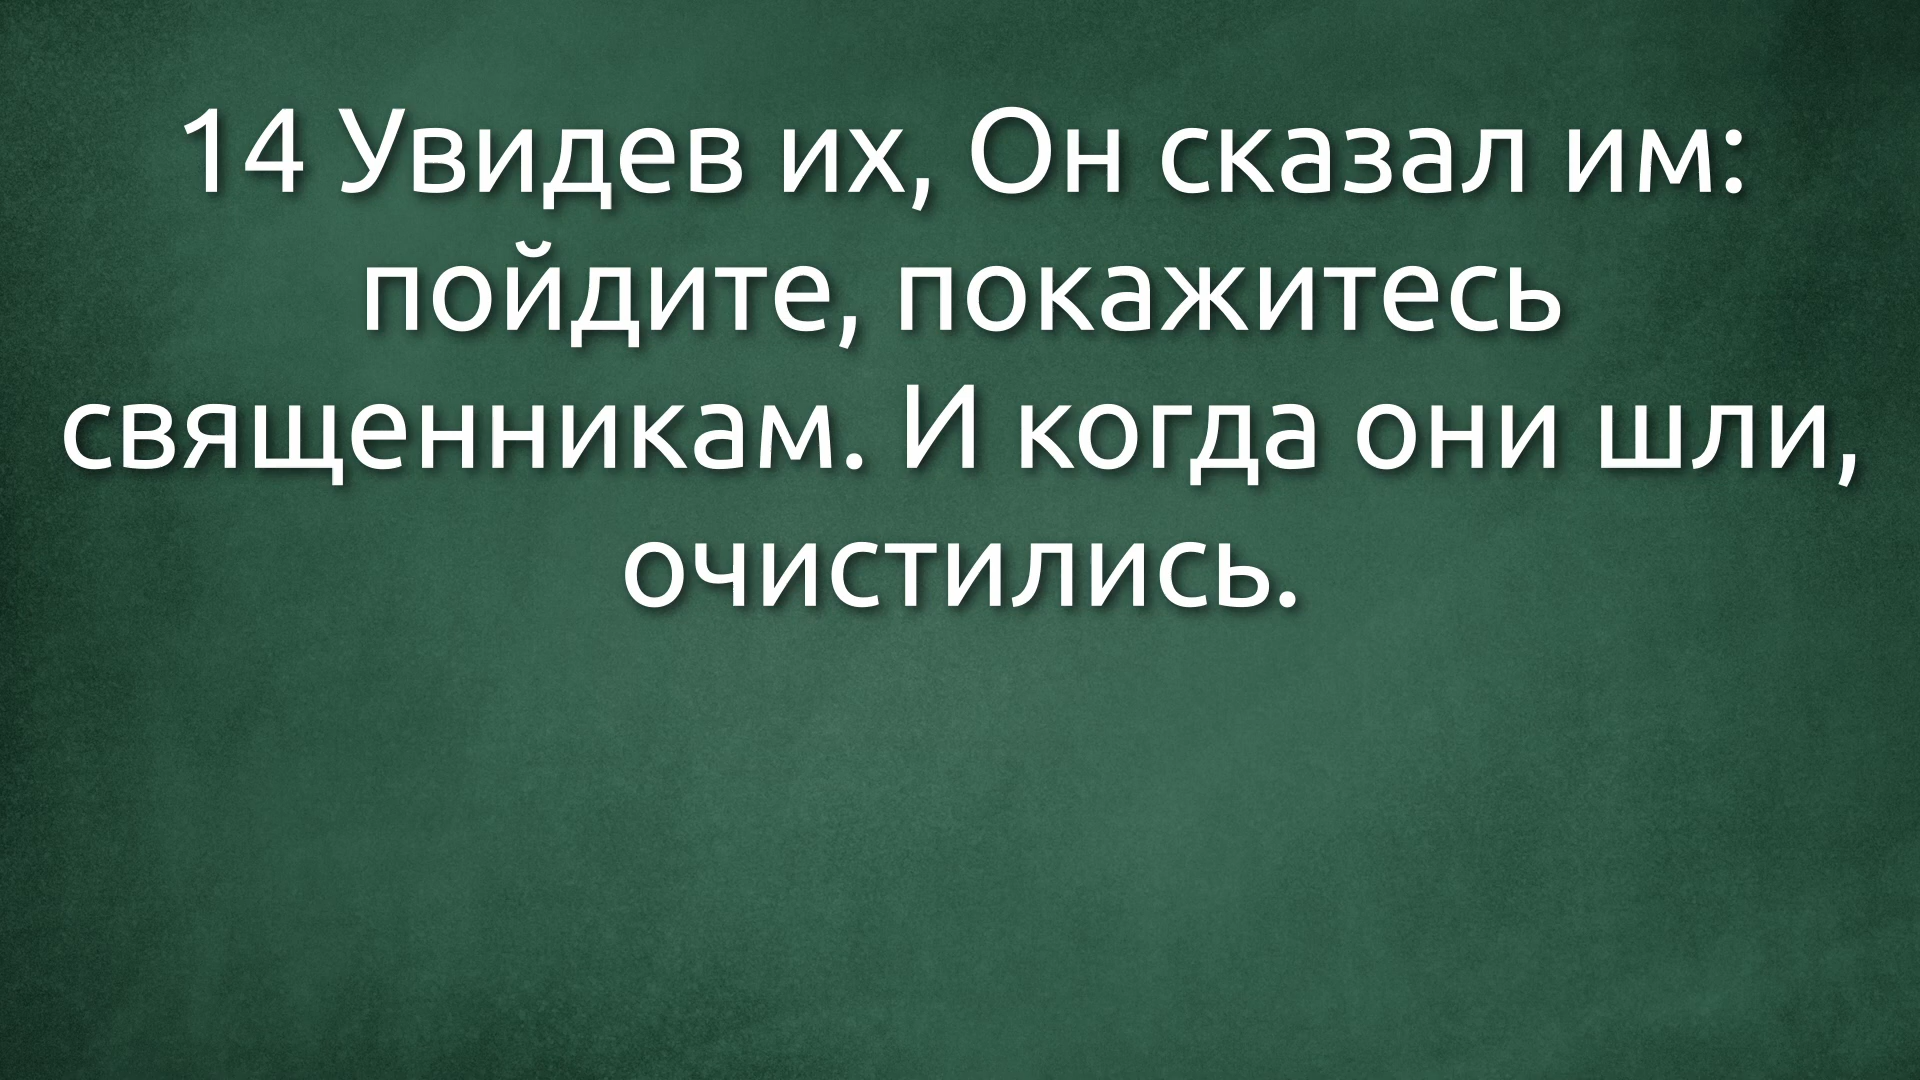 14 Увидев их, Он сказал им:
пойдите, покажитесь
священникам. И когда они шли,
очистились.